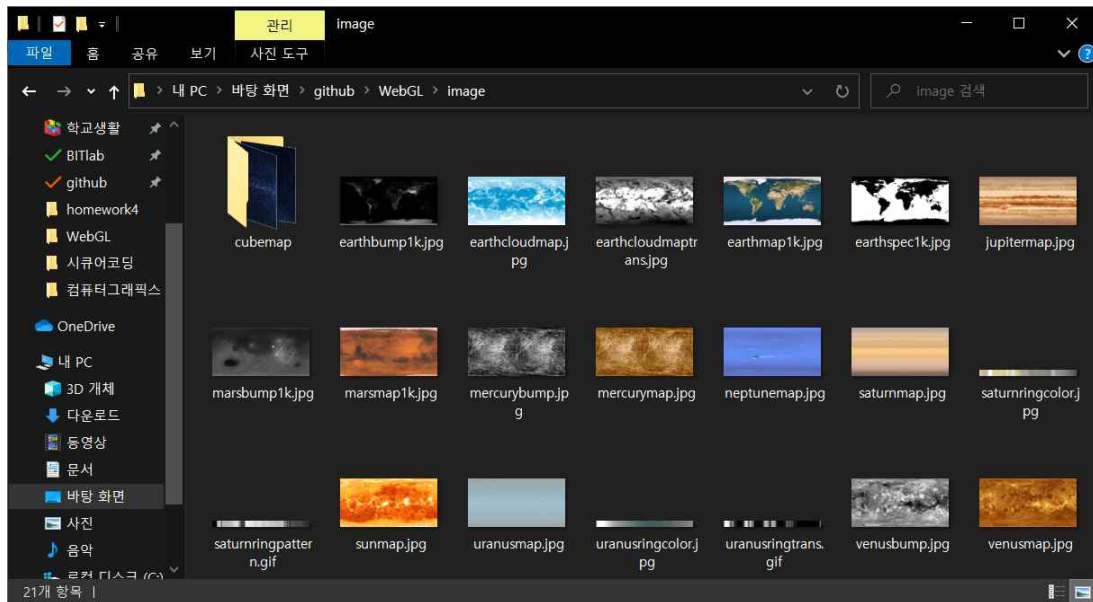 관리
image
파일
홈
공유
보기
사진 도구
내 PC > 바탕 화면 > github > WebGL > image
image 검색
학교생활
BITlab
github
homework4
WebGL
시큐어코딩
컴퓨터그래픽스
OneDrive
내 PC
3D 개체
다운로드
동영상
문서
바탕 화면
사진
음악
로컬 디스크 (C:)
cubemap
earthbump1k.jpg
earthcloudmap.j
pg
earthcloudmaptr
ans.jpg
earthmap1k.jpg
earthspec1k.jpg
jupitermap.jpg
marsbump1k.jpg
marsmap1k.jpg
mercurybump.jp
g
mercurymap.jpg
neptunemap.jpg
saturnmap.jpg
saturnringcolor.j
pg
saturnringpatter
n.gif
sunmap.jpg
uranusmap.jpg
uranusringcolor.j
pg
uranusringtrans.
gif
venusbump.jpg
venusmap.jpg
21개 항목